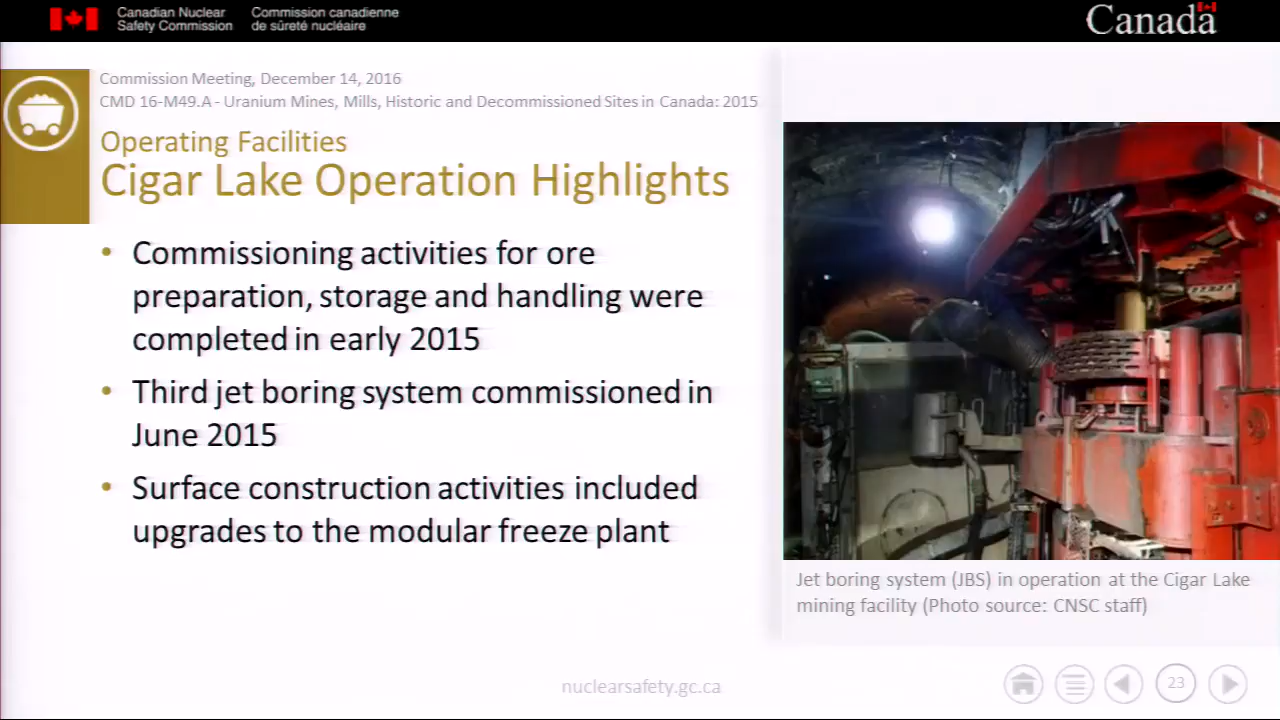 Canadian Nuclear
Safety Commission
Commission canadienne
de sûreté nucléaire
Canada
Commission Meeting, December 14, 2016
CMD 16-M49.A - Uranium Mines, Mills, Historic and Decommissioned Sites in Canada: 2015
Operating Facilities
Cigar Lake Operation Highlights
• Commissioning activities for ore
preparation, storage and handling were
completed in early 2015
• Third jet boring system commissioned in
June 2015
• Surface construction activities included
upgrades to the modular freeze plant
Jet boring system (JBS) in operation at the Cigar Lake
mining facility (Photo source: CNSC staff)
nuclearsafety.gc.ca
23